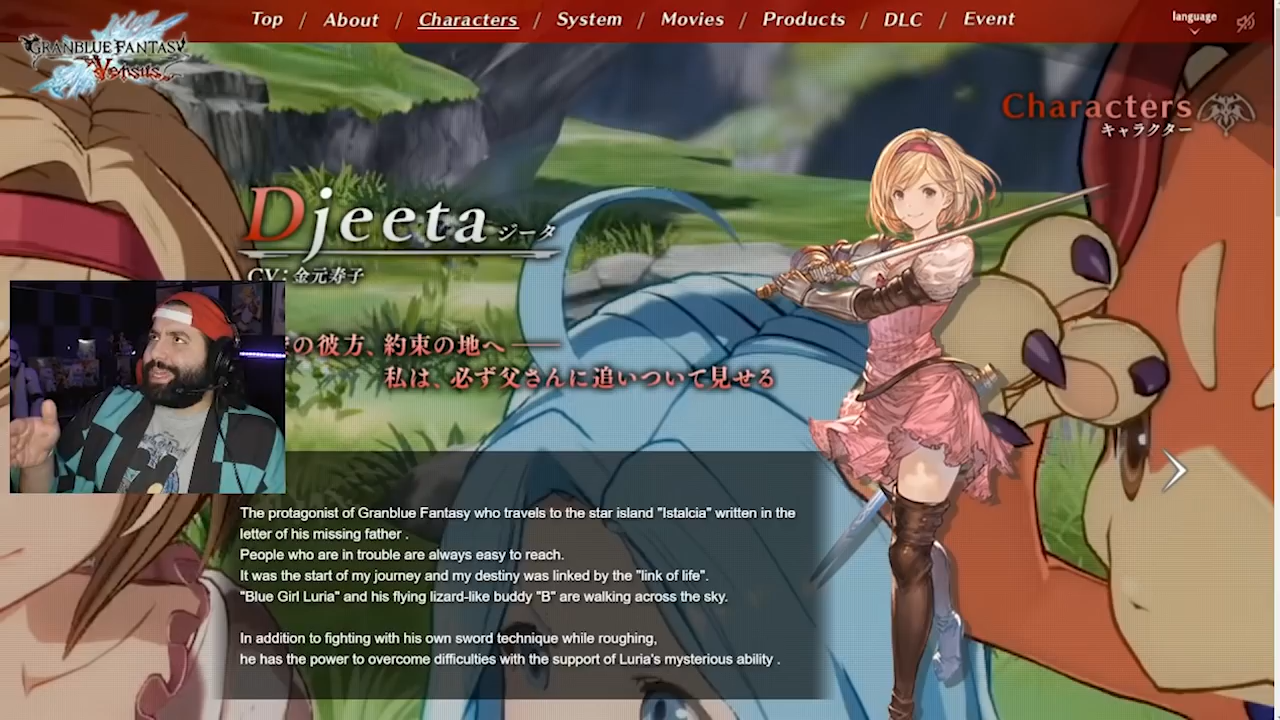 Top / About / Characters / System / Movies / Products / DLC / Event
language
GRANBLUE FANTASY
Versus
Characters
キャラクター
Djeeta ジータ
CV：金元寿子
の彼方、約束の地へ──
私は、必ず父さんに追いついて見せる
The protagonist of Granblue Fantasy who travels to the star island "Istalcia" written in the
letter of his missing father .
People who are in trouble are always easy to reach.
It was the start of my journey and my destiny was linked by the "link of life".
"Blue Girl Luria" and his flying lizard-like buddy "B" are walking across the sky.
In addition to fighting with his own sword technique while roughing,
he has the power to overcome difficulties with the support of Luria's mysterious ability .